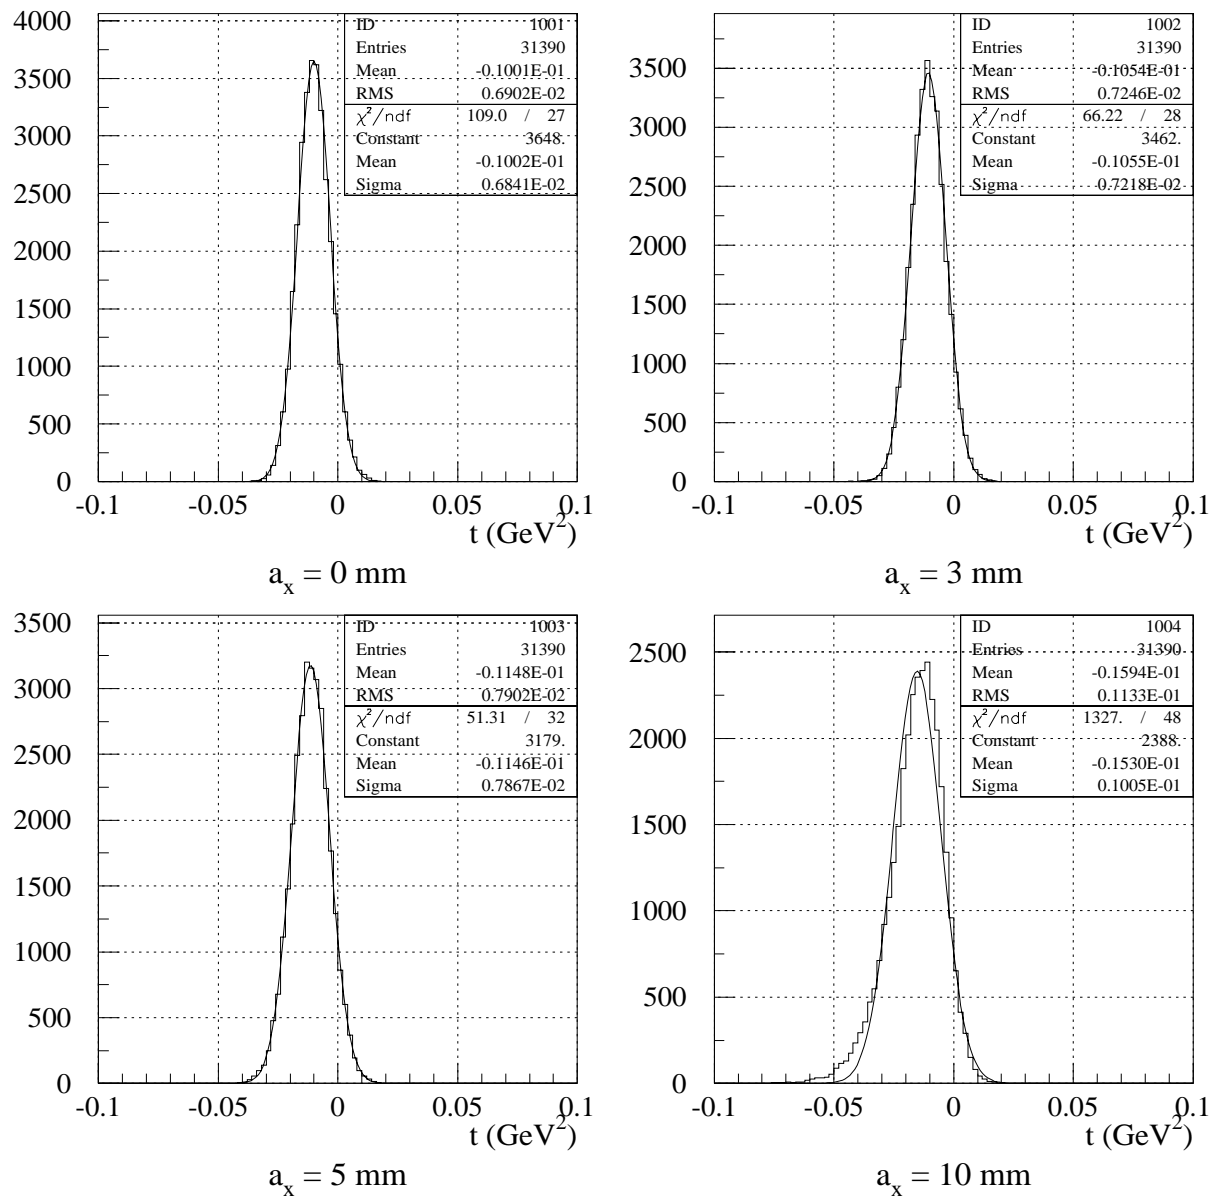 ID 1001
Entries 31390
Mean -0.1001E-01
RMS 0.6902E-02
χ²/ndf 109.0 / 27
Constant 3648.
Mean -0.1002E-01
Sigma 0.6841E-02
4000
3500
3000
2500
2000
1500
1000
500
0
-0.1 -0.05 0 0.05 0.1
t (GeV²)
aₓ = 0 mm
ID 1002
Entries 31390
Mean -0.1054E-01
RMS 0.7246E-02
χ²/ndf 66.22 / 28
Constant 3462.
Mean -0.1055E-01
Sigma 0.7218E-02
3500
3000
2500
2000
1500
1000
500
0
-0.1 -0.05 0 0.05 0.1
t (GeV²)
aₓ = 3 mm
ID 1003
Entries 31390
Mean -0.1148E-01
RMS 0.7902E-02
χ²/ndf 51.31 / 32
Constant 3179.
Mean -0.1146E-01
Sigma 0.7867E-02
3500
3000
2500
2000
1500
1000
500
0
-0.1 -0.05 0 0.05 0.1
t (GeV²)
aₓ = 5 mm
ID 1004
Entries 31390
Mean -0.1594E-01
RMS 0.1133E-01
χ²/ndf 1327. / 48
Constant 2388.
Mean -0.1530E-01
Sigma 0.1005E-01
2500
2000
1500
1000
500
0
-0.1 -0.05 0 0.05 0.1
t (GeV²)
aₓ = 10 mm